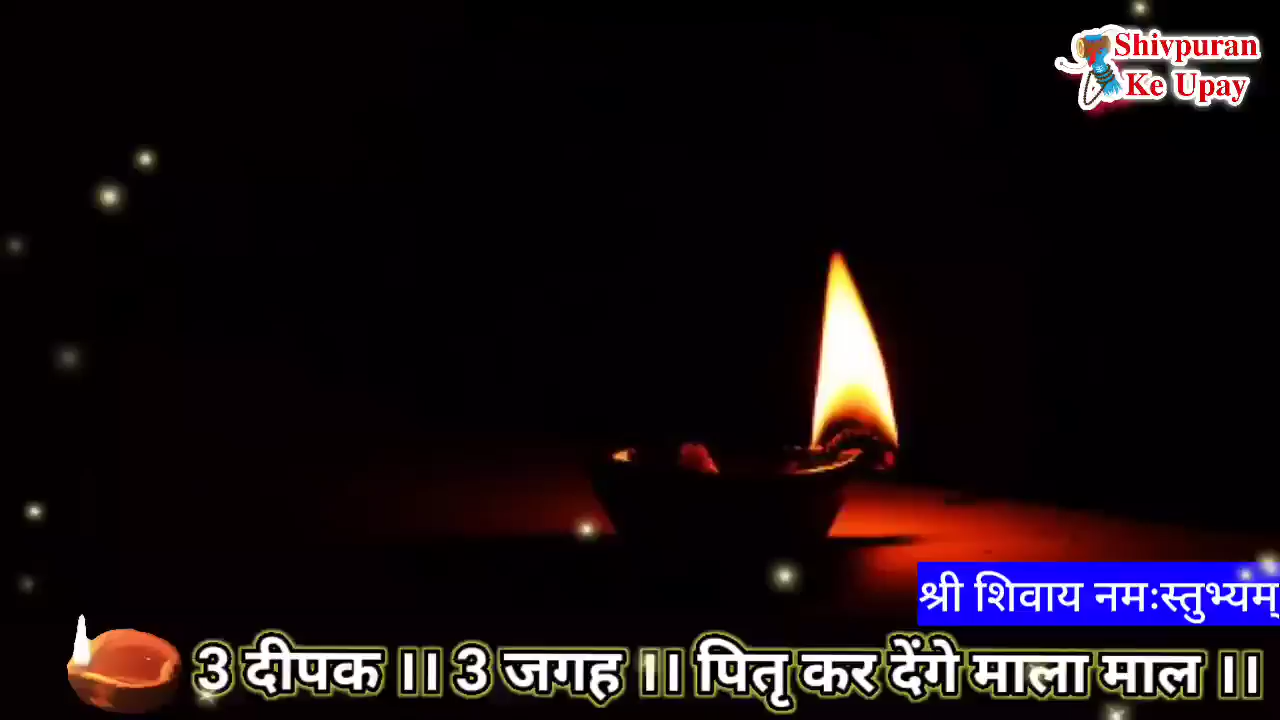 Shivpuran
Ke Upay
श्री शिवाय नमःस्तुभ्यम्
3 दीपक ।। 3 जगह ।। पितृ कर देंगे माला माल ।।